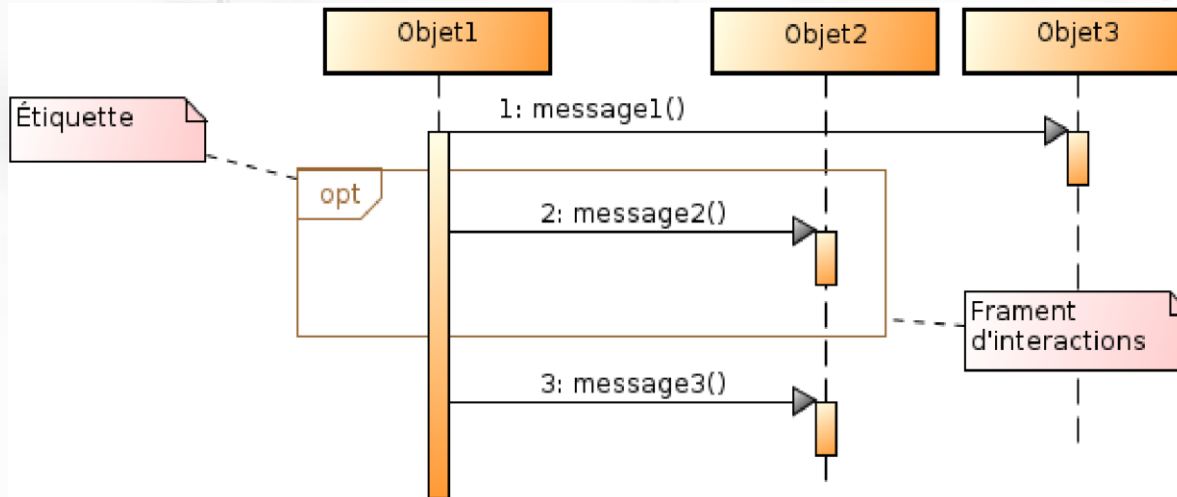 Objet1
Objet2
Objet3
Étiquette
1: message1()
opt
2: message2()
Frament
d'interactions
3: message3()